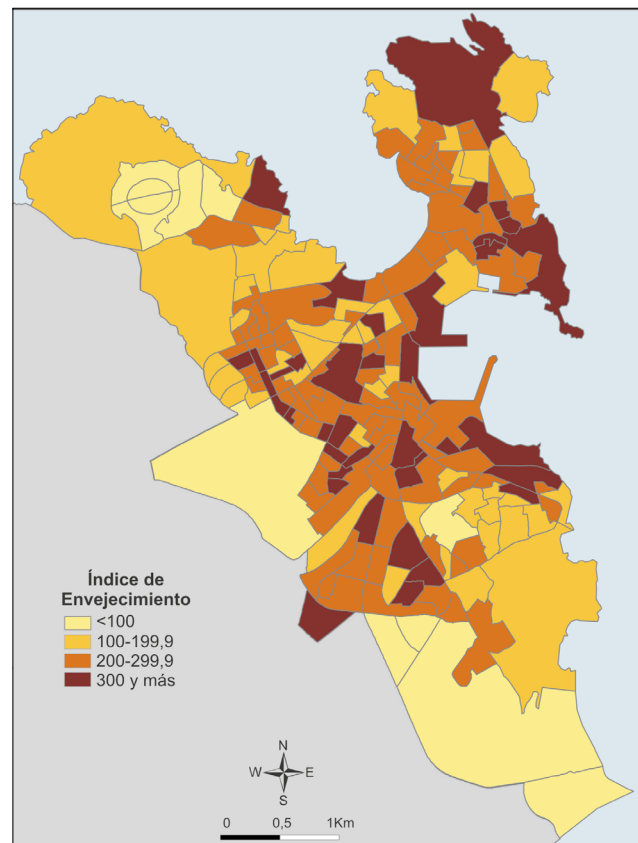 Índice de
Envejecimiento
<100
100-199,9
200-299,9
300 y más
N
W E
S
0 0,5 1Km